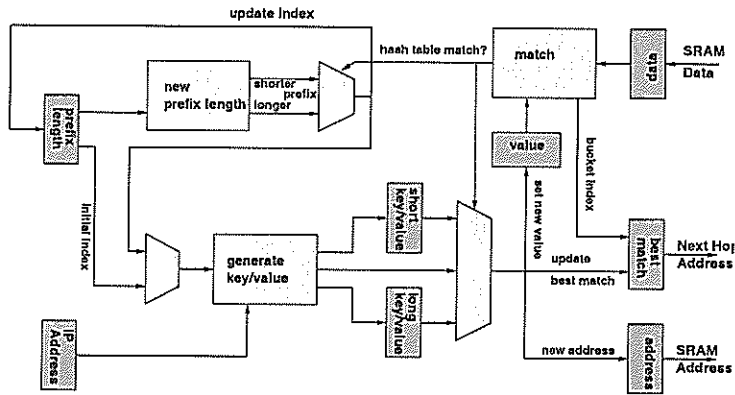 update Index
hash table match?
match
data
SRAM
Data
new
prefix length
shorter
prefix
longer
prefix
length
value
bucket index
set new value
Initial Index
short
key/value
generate
key/value
long
key/value
update
best match
best
match
Next Hop
Address
IP
Address
new address
address
SRAM
Address